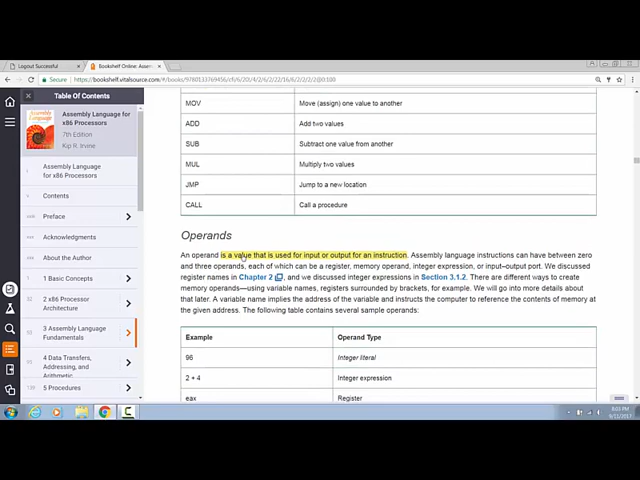 Logout Successful
Bookshelf Online: Assem
Secure
https://bookshelf.vitalsource.com/#/books/9780133769456/cfi/6/20!/4/2/6/2/22/16/6/2/2/2/2@0:100
Table Of Contents
Assembly Language for x86 Processors
7th Edition
Kip R. Irvine
Assembly Language
for x86 Processors
Contents
Preface
Acknowledgments
About the Author
1 Basic Concepts
2 x86 Processor
Architecture
3 Assembly Language
Fundamentals
4 Data Transfers,
Addressing, and
Arithmetic
5 Procedures
MOV Move (assign) one value to another
ADD Add two values
SUB Subtract one value from another
MUL Multiply two values
JMP Jump to a new location
CALL Call a procedure
Operands
An operand is a value that is used for input or output for an instruction. Assembly language instructions can have between zero
and three operands, each of which can be a register, memory operand, integer expression, or input–output port. We discussed
register names in Chapter 2, and we discussed integer expressions in Section 3.1.2. There are different ways to create
memory operands—using variable names, registers surrounded by brackets, for example. We will go into more details about
that later. A variable name implies the address of the variable and instructs the computer to reference the contents of memory at
the given address. The following table contains several sample operands:
Example Operand Type
96 Integer literal
2 + 4 Integer expression
eax Register
8:03 PM
9/11/2017